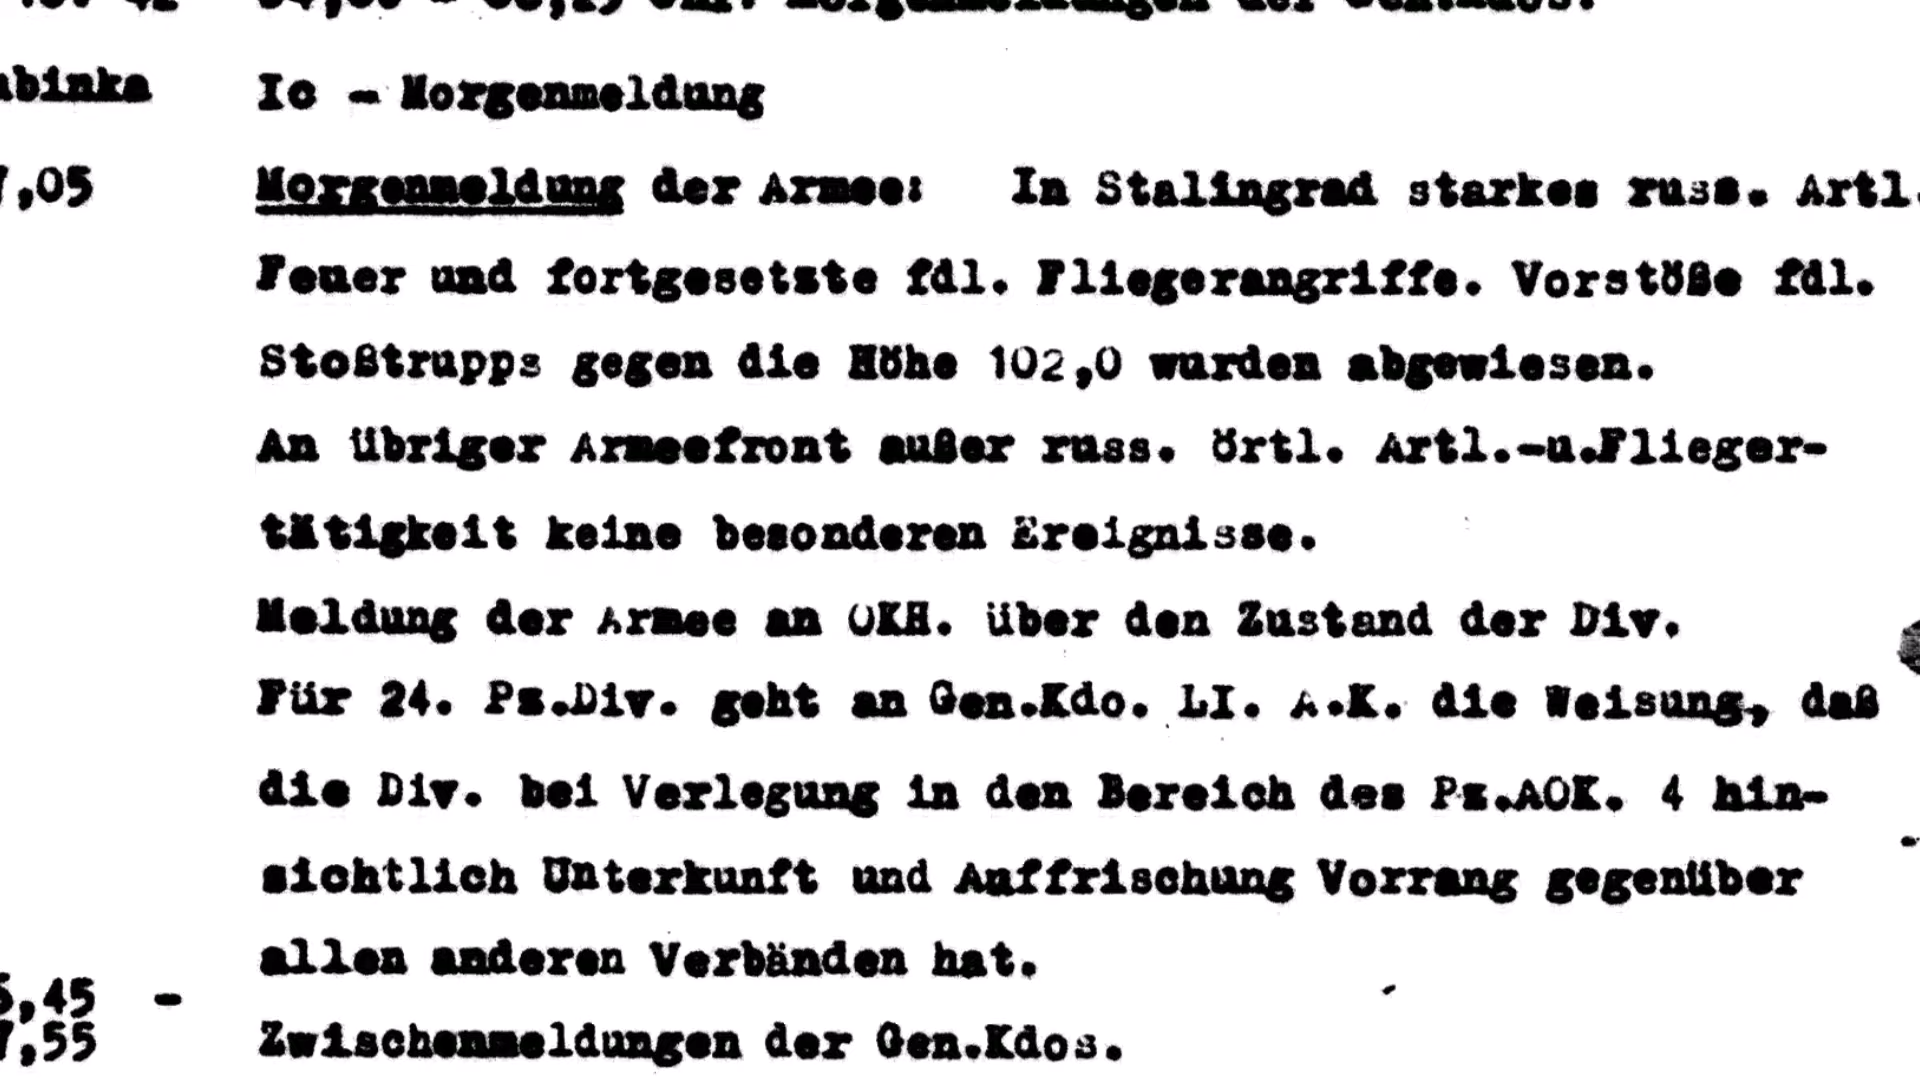 Ic - Morgenmeldung
,05 Morgenmeldung der Armee: In Stalingrad starkes russ. Artl.
Feuer und fortgesetzte fdl. Fliegerangriffe. Vorstöße fdl.
Stoßtrupps gegen die Höhe 102,0 wurden abgewiesen.
An übriger Armeefront außer russ. örtl. Artl.-u.Flieger-
tätigkeit keine besonderen Ereignisse.
Meldung der Armee an OKH. über den Zustand der Div.
Für 24. Pz.Div. geht an Gen.Kdo. LI. A.K. die Weisung, daß
die Div. bei Verlegung in den Bereich des Pz.AOK. 4 hin-
sichtlich Unterkunft und Auffrischung Vorrang gegenüber
allen anderen Verbänden hat.
,45 -
,55 Zwischenmeldungen der Gen.Kdos.